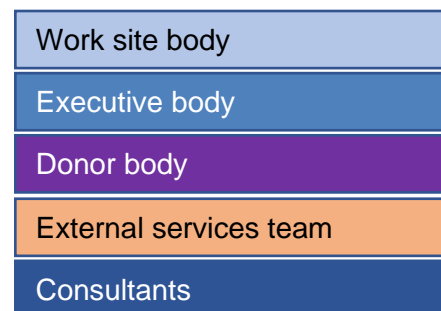 Work site body
Executive body
Donor body
External services team
Consultants